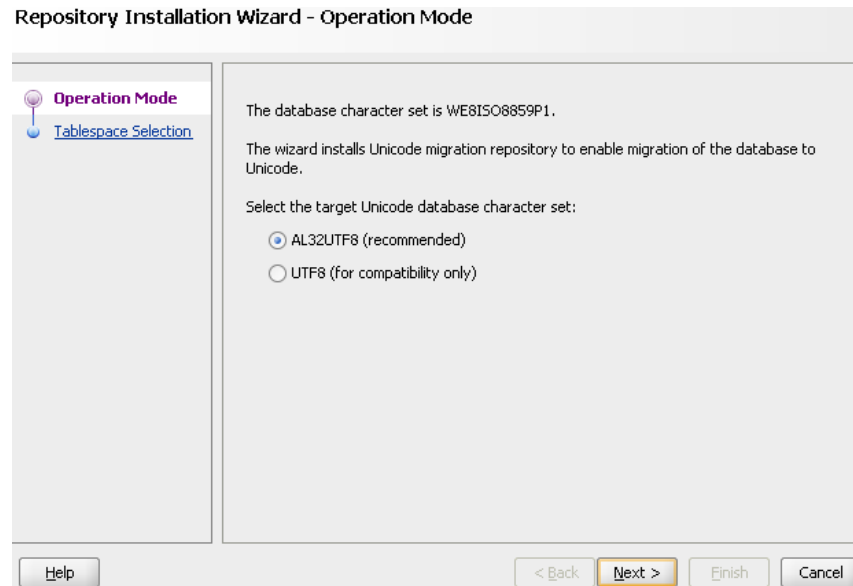 Repository Installation Wizard - Operation Mode
Operation Mode
Tablespace Selection
The database character set is WE8ISO8859P1.
The wizard installs Unicode migration repository to enable migration of the database to
Unicode.
Select the target Unicode database character set:
AL32UTF8 (recommended)
UTF8 (for compatibility only)
Help
< Back
Next >
Finish
Cancel